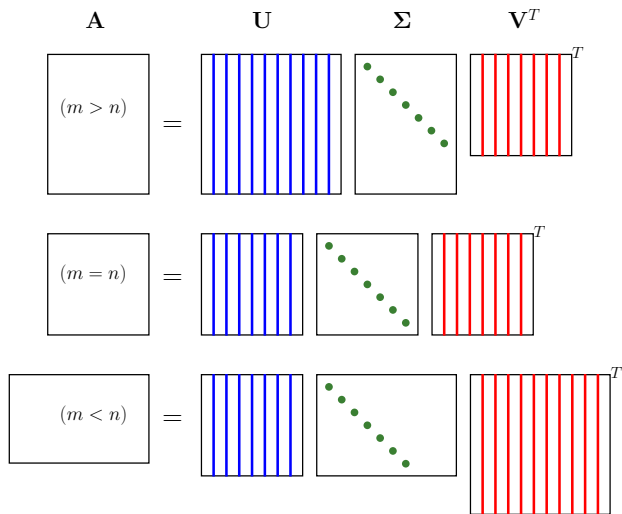 A U Σ V^T
(m > n) = T
(m = n) = T
(m < n) = T